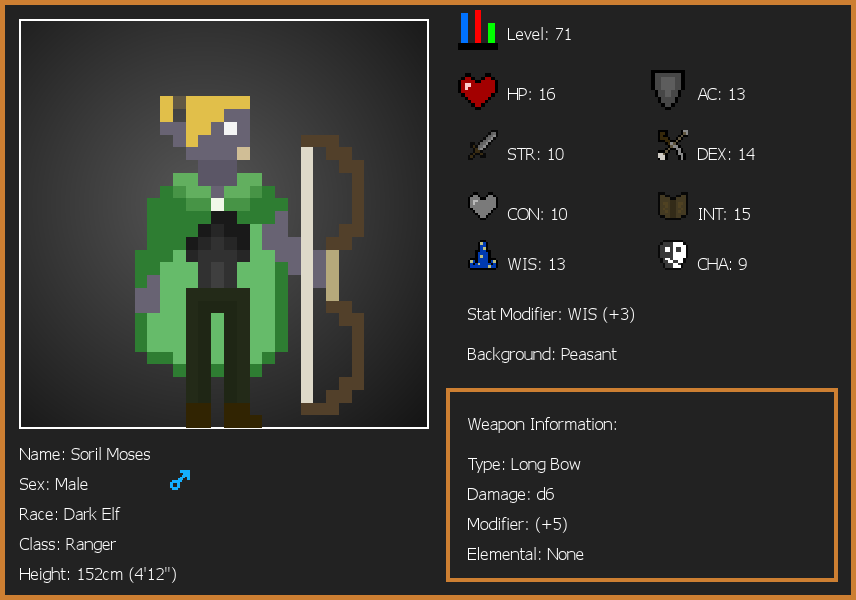 Level: 71
HP: 16
AC: 13
STR: 10
DEX: 14
CON: 10
INT: 15
WIS: 13
CHA: 9
Stat Modifier: WIS (+3)
Background: Peasant
Weapon Information:
Type: Long Bow
Damage: d6
Modifier: (+5)
Elemental: None
Name: Soril Moses
Sex: Male
Race: Dark Elf
Class: Ranger
Height: 152cm (4'12")